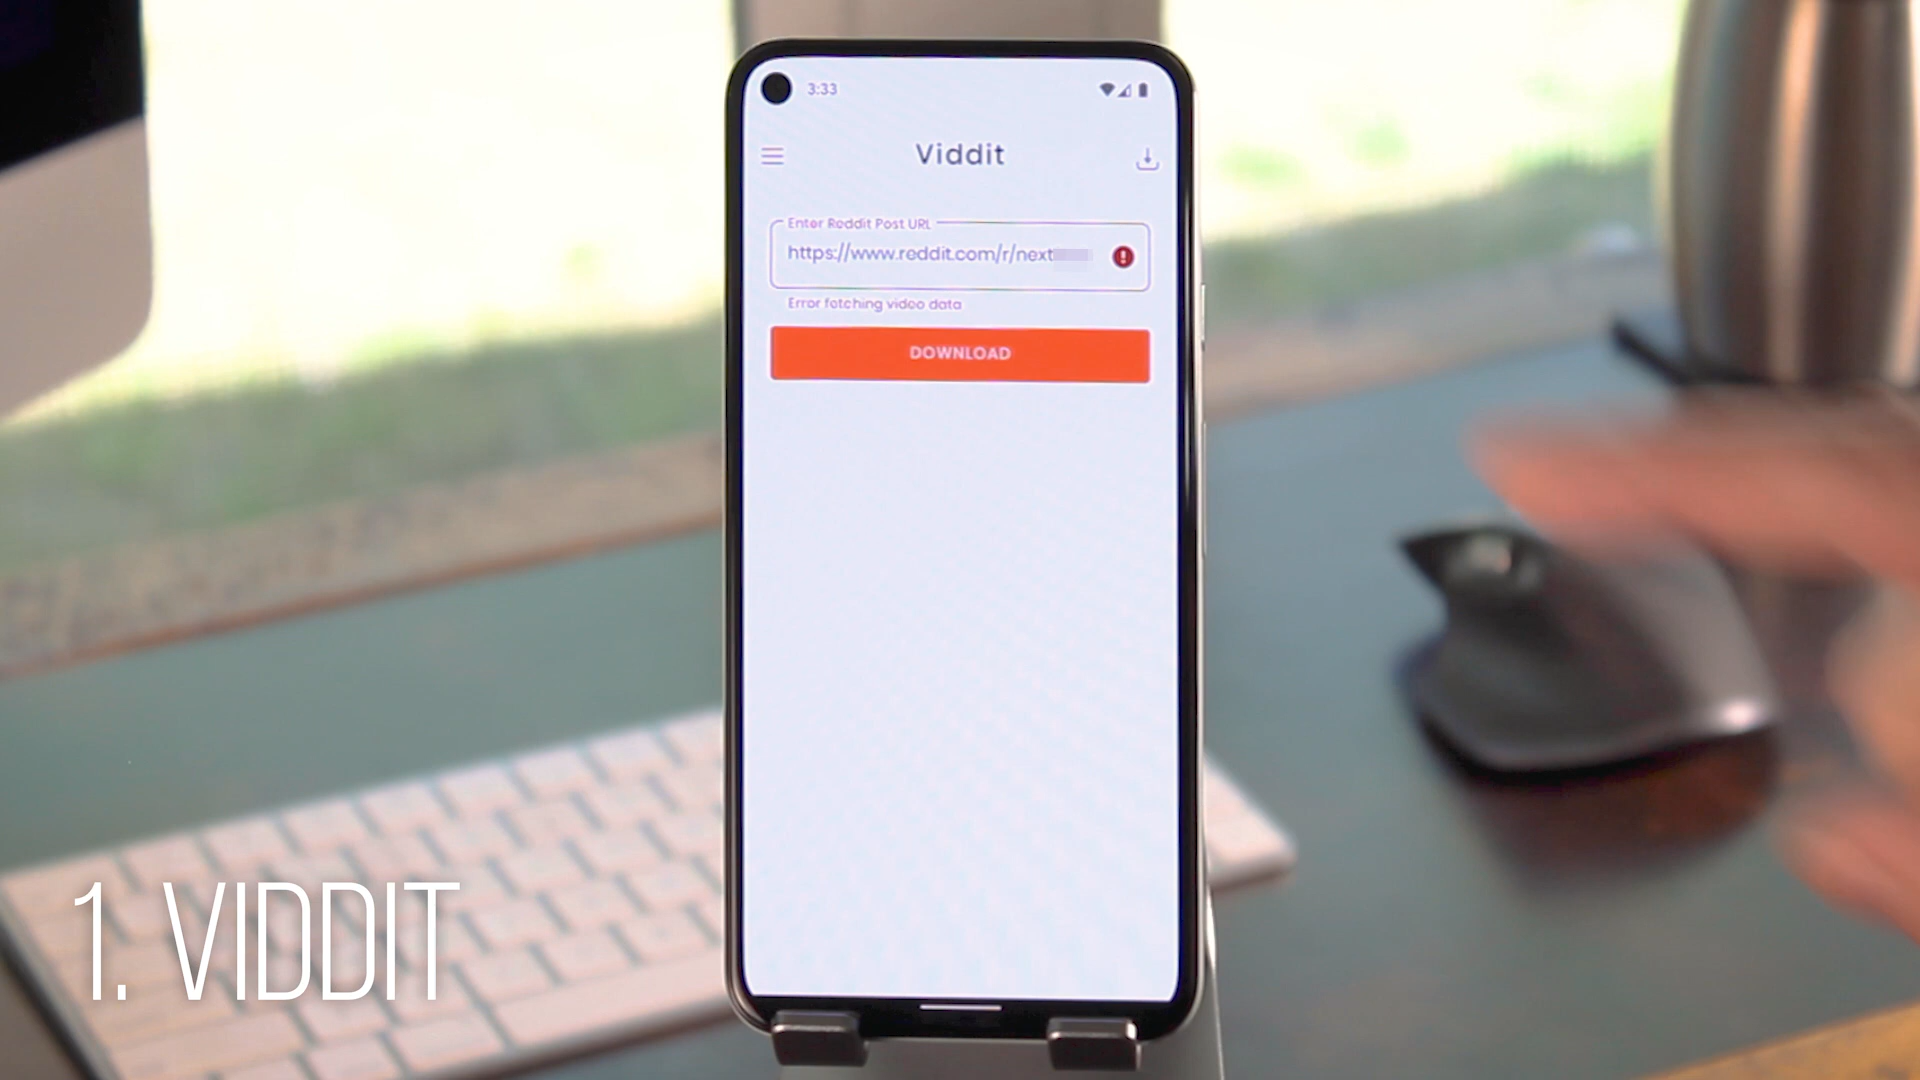 3:33
Viddit
Enter Reddit Post URL
https://www.reddit.com/r/next
Error fetching video data
DOWNLOAD
1. VIDDIT